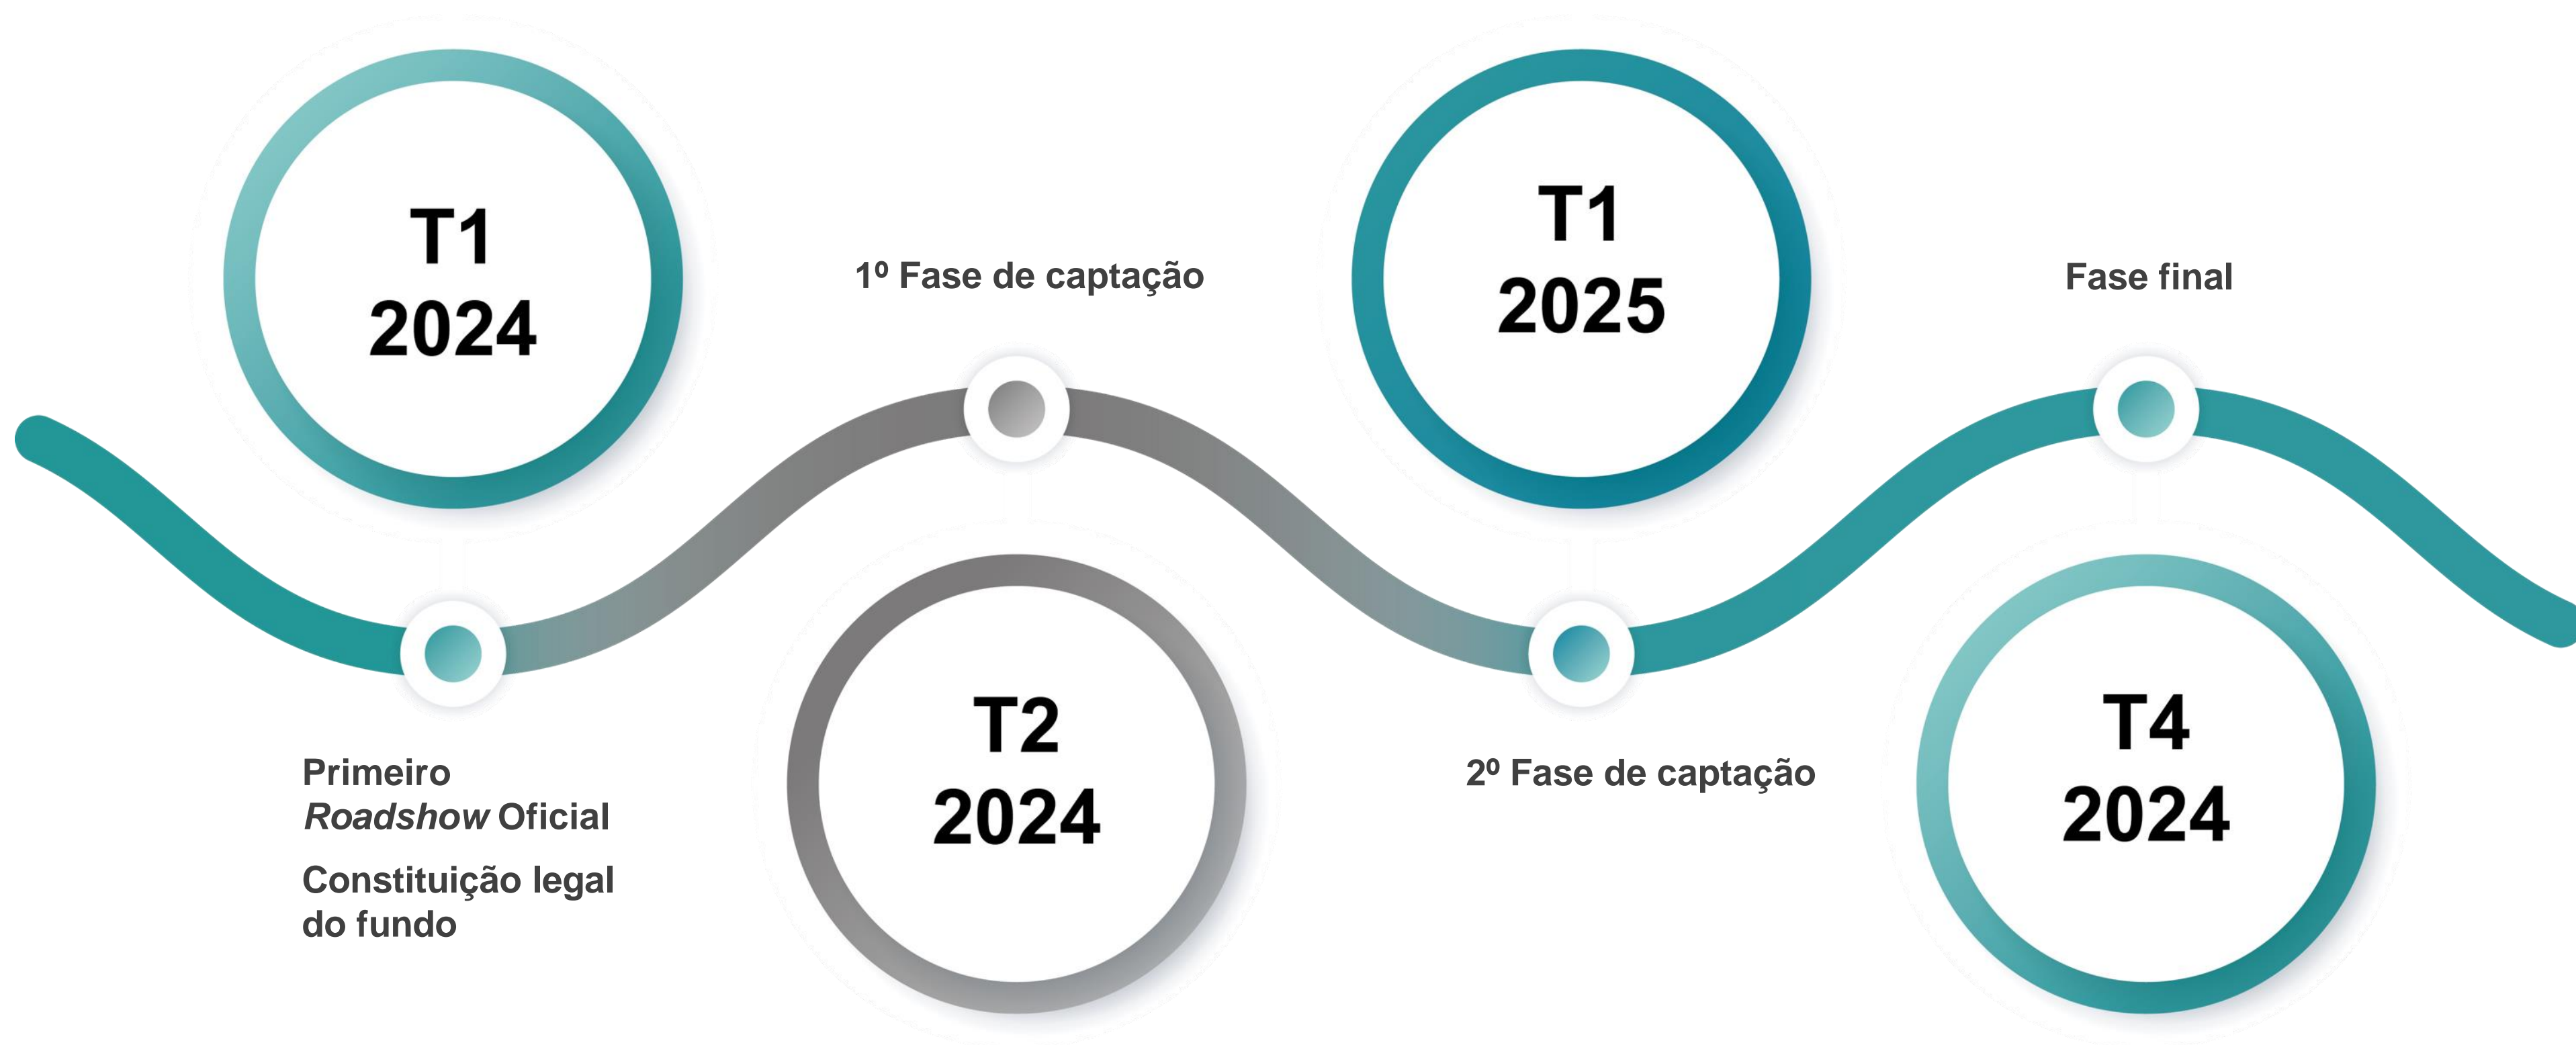 T1
2024
Primeiro
Roadshow Oficial
Constituição legal
do fundo
1º Fase de captação
T2
2024
T1
2025
2º Fase de captação
Fase final
T4
2024